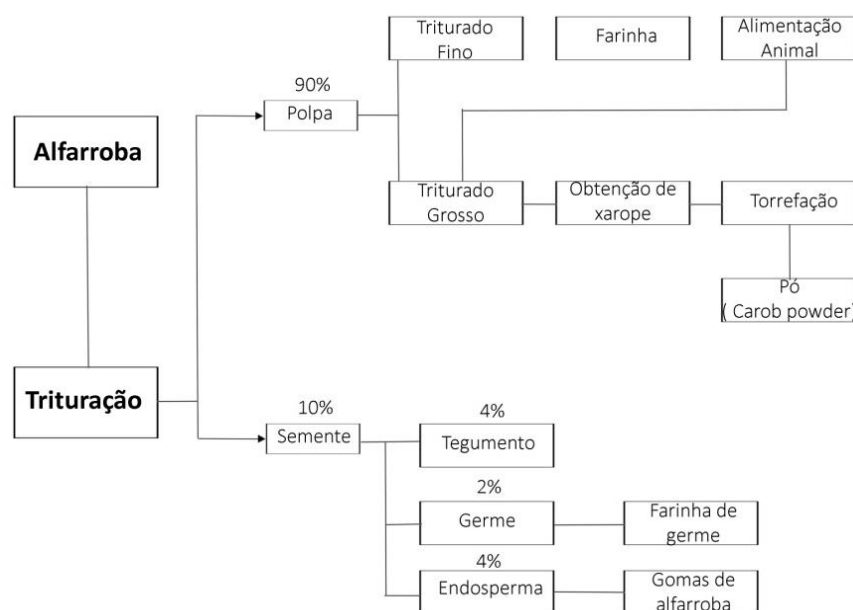 Triturado
Fino
Farinha
Alimentação
Animal
90%
Polpa
Alfarroba
Triturado
Grosso
Obtenção de
xarope
Torrefação
Pó
( Carob powder)
Trituração
10%
Semente
4%
Tegumento
2%
Germe
Farinha de
germe
4%
Endosperma
Gomas de
alfarroba